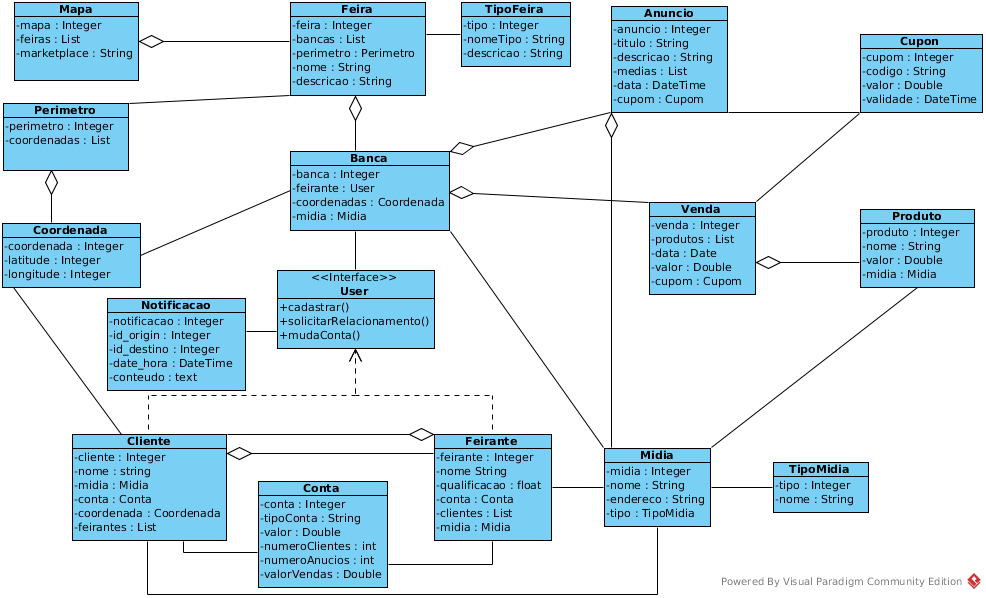 Mapa
-mapa : Integer
-feiras : List
-marketplace : String
Feira
-feira : Integer
-bancas : List
-perimetro : Perimetro
-nome : String
-descricao : String
TipoFeira
-tipo : Integer
-nomeTipo : String
-descricao : String
Anuncio
-anuncio : Integer
-titulo : String
-descricao : String
-medias : List
-data : DateTime
-cupom : Cupom
Cupon
-cupom : Integer
-codigo : String
-valor : Double
-validade : DateTime
Perimetro
-perimetro : Integer
-coordenadas : List
Banca
-banca : Integer
-feirante : User
-coordenadas : Coordenada
-midia : Midia
Coordenada
-coordenada : Integer
-latitude : Integer
-longitude : Integer
Venda
-venda : Integer
-produtos : List
-data : Date
-valor : Double
-cupom : Cupom
Produto
-produto : Integer
-nome : String
-valor : Double
-midia : Midia
<<Interface>>
User
+cadastrar()
+solicitarRelacionamento()
+mudaConta()
Notificacao
-notificacao : Integer
-id_origin : Integer
-id_destino : Integer
-date_hora : DateTime
-conteudo : text
Cliente
-cliente : Integer
-nome : string
-midia : Midia
-conta : Conta
-coordenada : Coordenada
-feirantes : List
Conta
-conta : Integer
-tipoConta : String
-valor : Double
-numeroClientes : int
-numeroAnucios : int
-valorVendas : Double
Feirante
-feirante : Integer
-nome String
-qualificacao : float
-conta : Conta
-clientes : List
-midia : Midia
Midia
-midia : Integer
-nome : String
-endereco : String
-tipo : TipoMidia
TipoMidia
-tipo : Integer
-nome : String
Powered By Visual Paradigm Community Edition